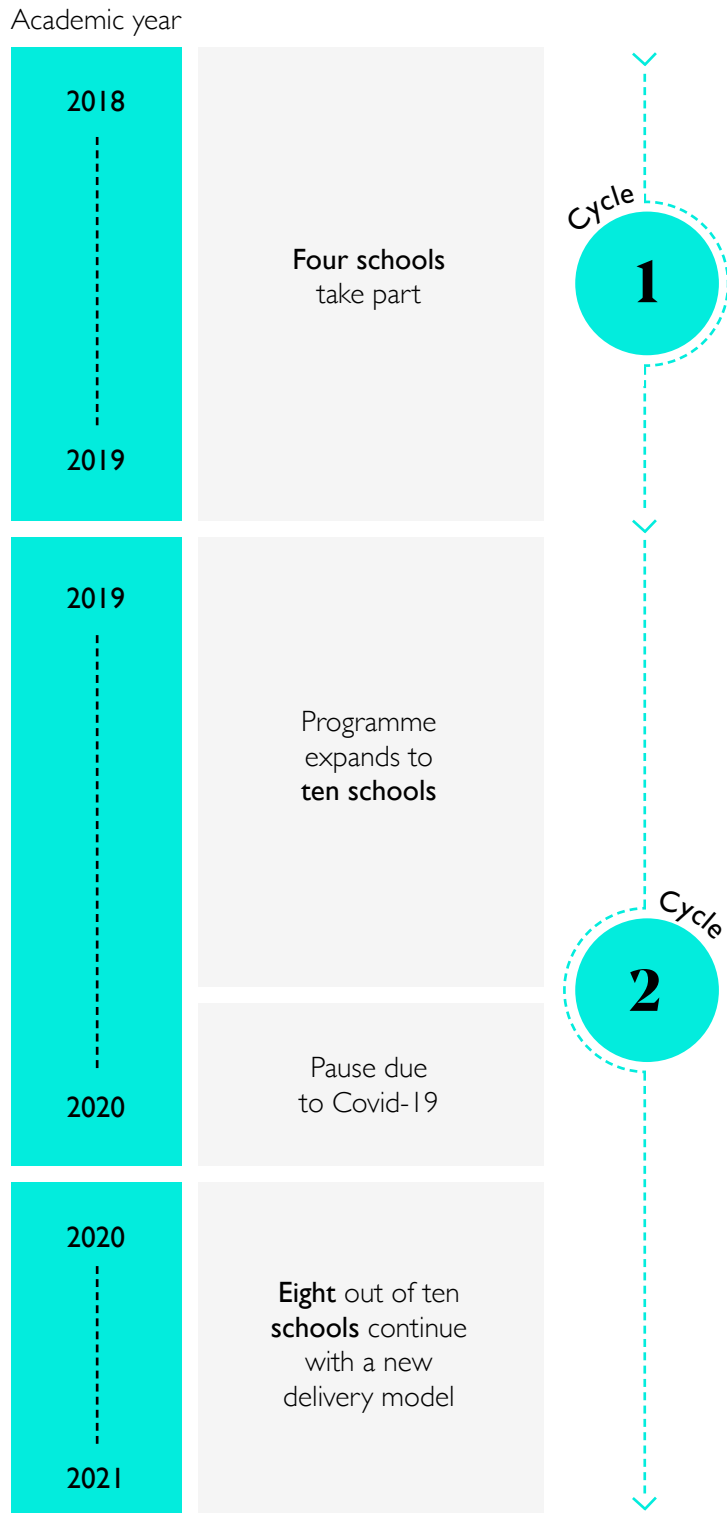 Academic year
2018
2019
Four schools
take part
Cycle
1
2019
2020
Programme
expands to
ten schools
Pause due
to Covid-19
Cycle
2
2020
2021
Eight out of ten
schools continue
with a new
delivery model